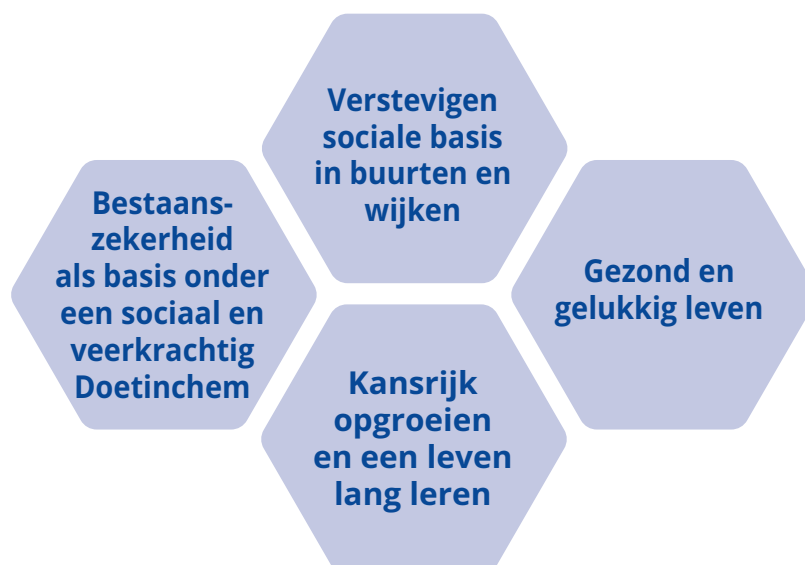 Verstevigen
sociale basis
in buurten en
wijken
Bestaans-
zekerheid
als basis onder
een sociaal en
veerkrachtig
Doetinchem
Gezond en
gelukkig leven
Kansrijk
opgroeien
en een leven
lang leren